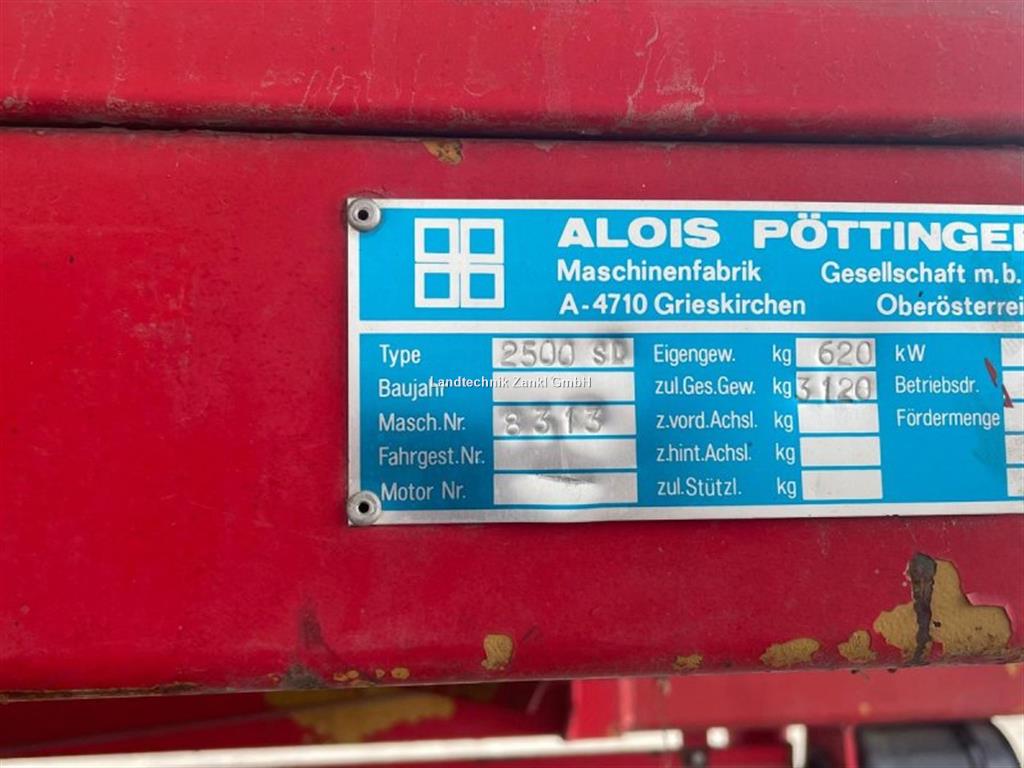 ALOIS PÖTTINGER
Maschinenfabrik Gesellschaft m.b.
A-4710 Grieskirchen Oberösterrei
Type 2500 SD Eigengew. kg 620 kW
Baujahr zul.Ges.Gew. kg 3120 Betriebsdr.
Landtechnik Zankl GmbH
Masch.Nr. 8313 z.vord.Achsl. kg Fördermenge
Fahrgest.Nr. z.hint.Achsl. kg
Motor Nr. zul.Stützl. kg